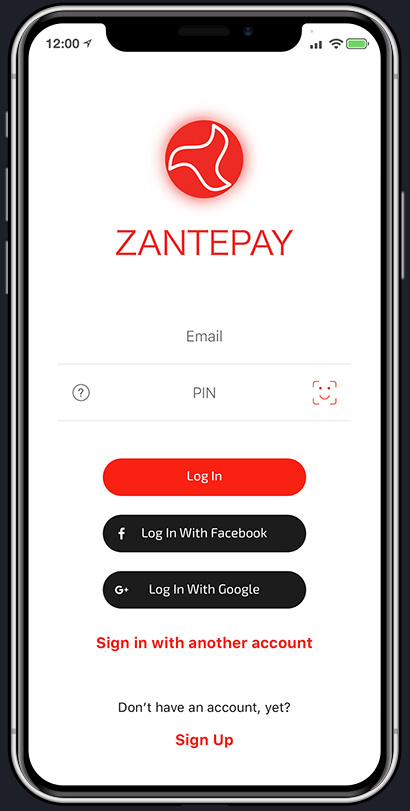 12:00
ZANTEPAY
Email
? PIN
Log In
f Log In With Facebook
G+ Log In With Google
Sign in with another account
Don’t have an account, yet?
Sign Up